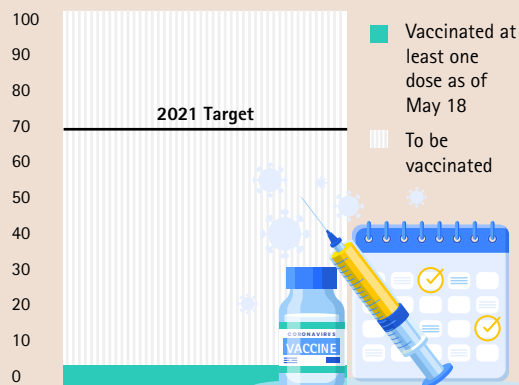 100
90
80
70
60
50
40
30
20
10
0
2021 Target
Vaccinated at
least one
dose as of
May 18
To be
vaccinated
CORONAVIRUS
VACCINE